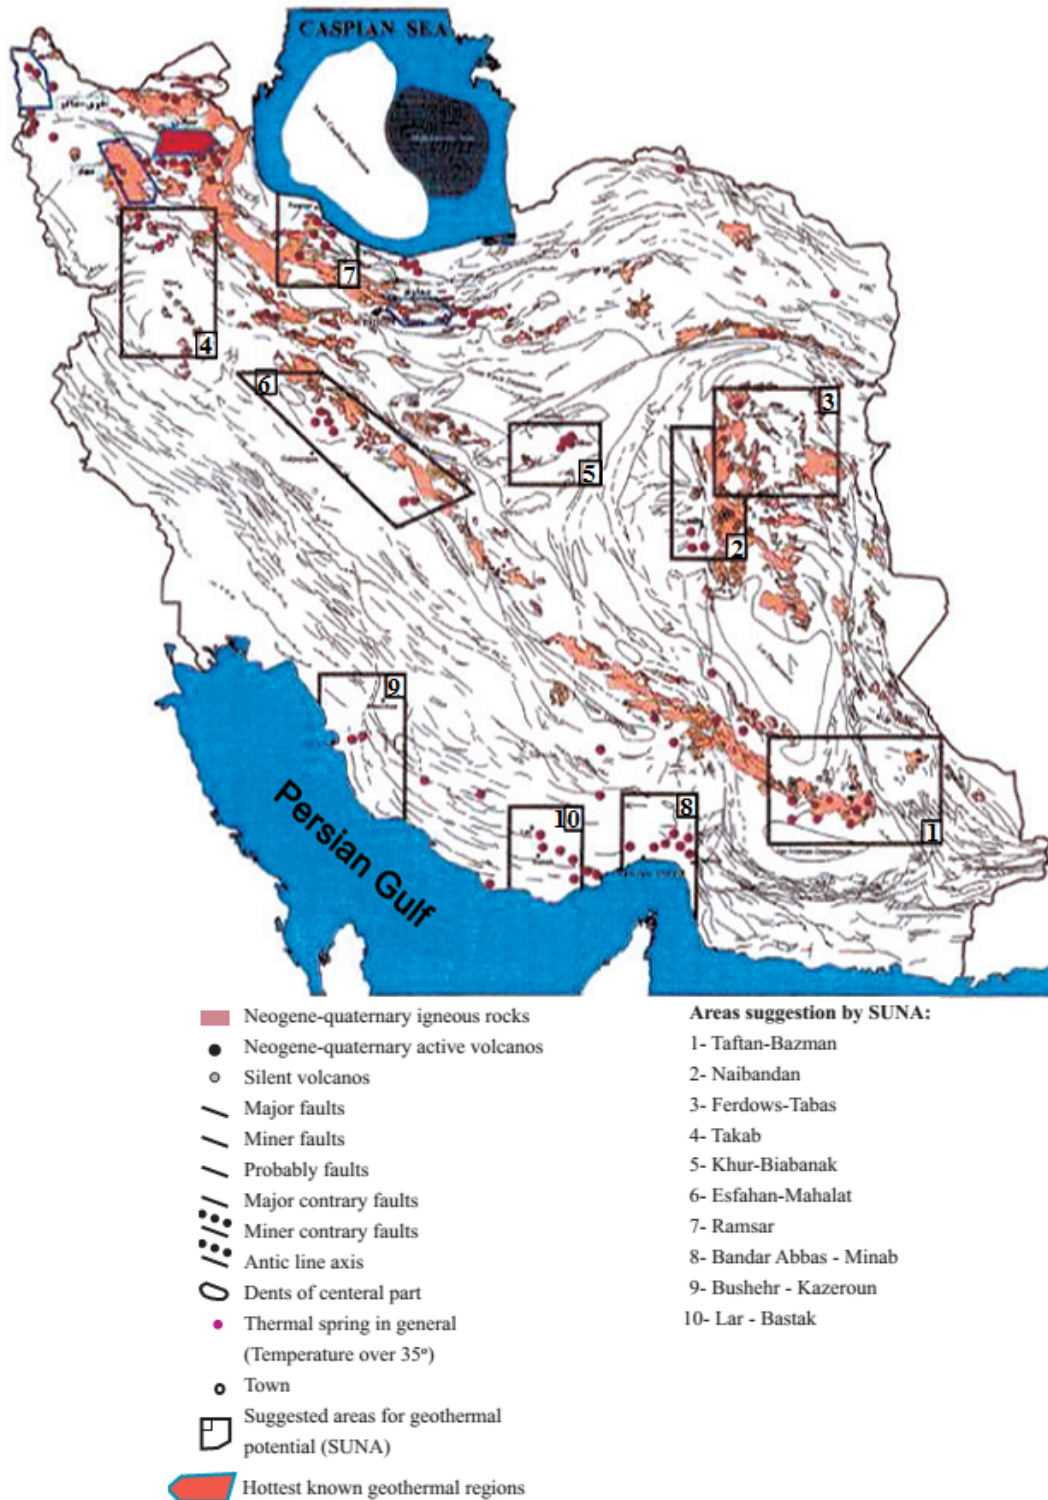 CASPIAN SEA
South Caspian Depression
7
4
6
3
5
2
9
10
8
1
Persian Gulf
Neogene-quaternary igneous rocks
Neogene-quaternary active volcanos
Silent volcanos
Major faults
Miner faults
Probably faults
Major contrary faults
Miner contrary faults
Antic line axis
Dents of centeral part
Thermal spring in general
(Temperature over 35º)
Town
Suggested areas for geothermal
potential (SUNA)
Hottest known geothermal regions
Areas suggestion by SUNA:
1- Taftan-Bazman
2- Naibandan
3- Ferdows-Tabas
4- Takab
5- Khur-Biabanak
6- Esfahan-Mahalat
7- Ramsar
8- Bandar Abbas - Minab
9- Bushehr - Kazeroun
10- Lar - Bastak